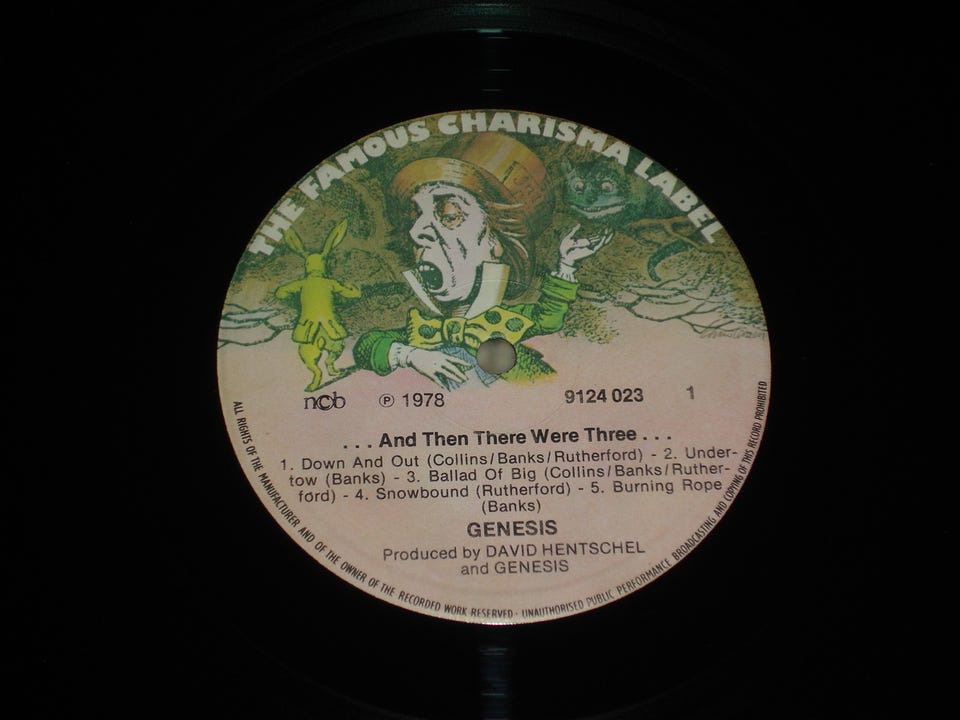 THE FAMOUS CHARISMA LABEL
ncb ℗ 1978 9124 023 1
. . . And Then There Were Three . . .
1. Down And Out (Collins/Banks/Rutherford) - 2. Under-
tow (Banks) - 3. Ballad Of Big (Collins/Banks/Ruther-
ford) - 4. Snowbound (Rutherford) - 5. Burning Rope
(Banks)
GENESIS
Produced by DAVID HENTSCHEL
and GENESIS
ALL RIGHTS OF THE MANUFACTURER AND OF THE OWNER OF THE RECORDED WORK RESERVED · UNAUTHORISED PUBLIC PERFORMANCE BROADCASTING AND COPYING OF THIS RECORD PROHIBITED